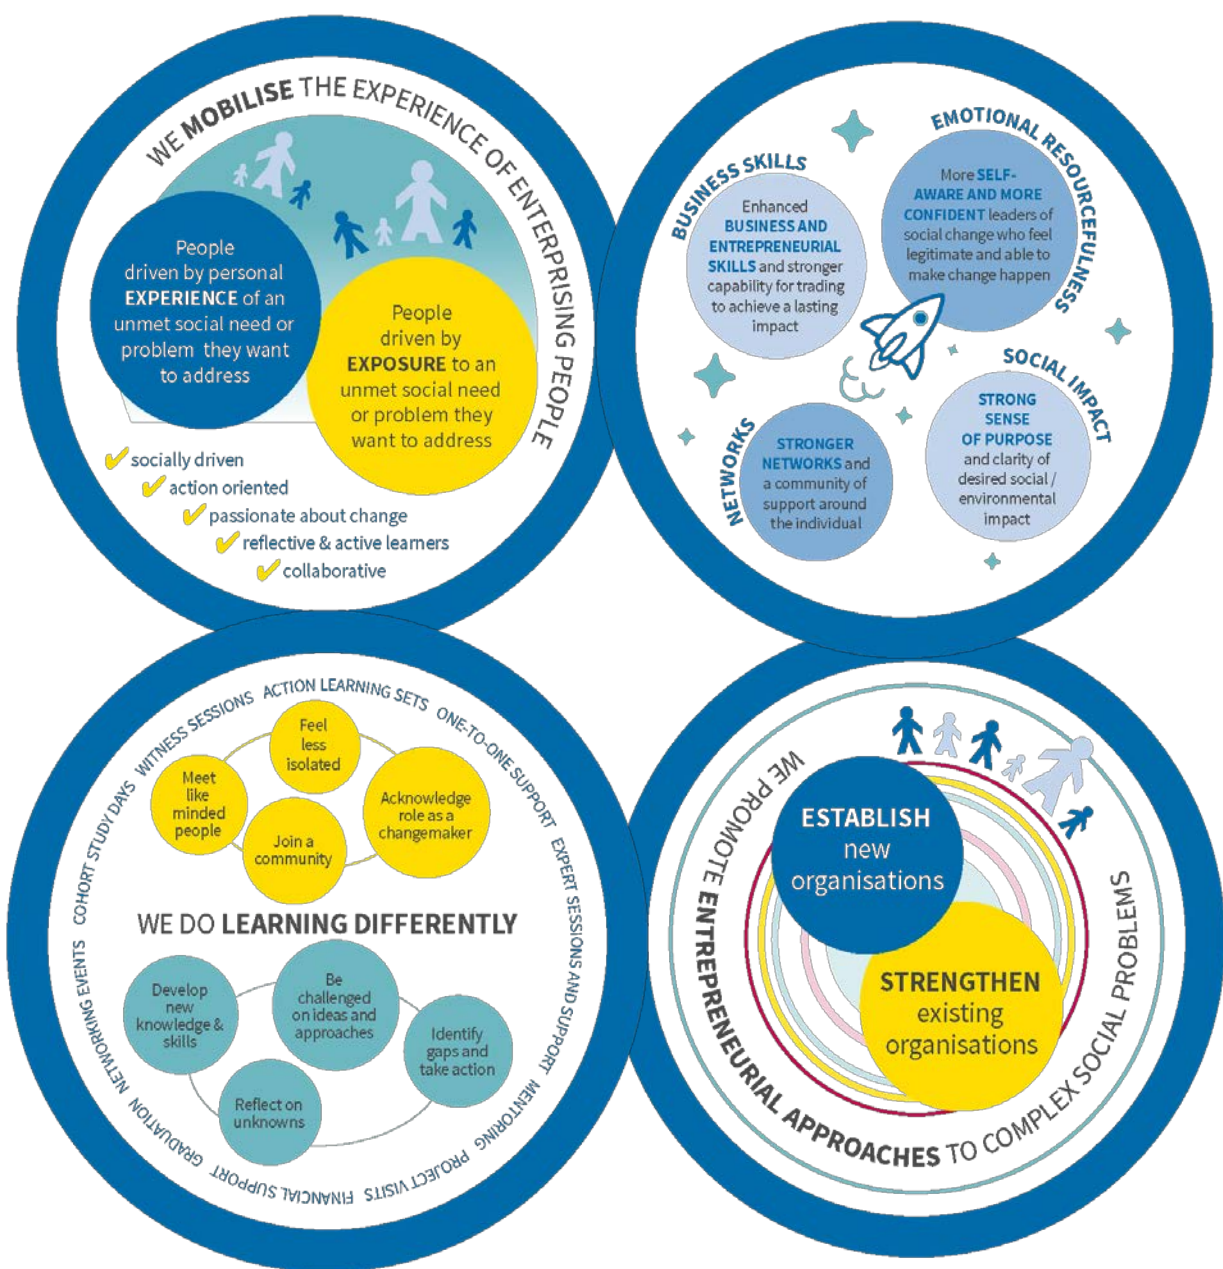 WE MOBILISE THE EXPERIENCE OF ENTERPRISING PEOPLE
People
driven by personal
EXPERIENCE of an
unmet social need or
problem they want
to address
People
driven by
EXPOSURE to an
unmet social need
or problem they
want to address
socially driven
action oriented
passionate about change
reflective & active learners
collaborative
BUSINESS SKILLS
Enhanced
BUSINESS AND
ENTREPRENEURIAL
SKILLS and stronger
capability for trading
to achieve a lasting
impact
EMOTIONAL RESOURCEFULNESS
More SELF-
AWARE AND MORE
CONFIDENT leaders of
social change who feel
legitimate and able to
make change happen
NETWORKS
STRONGER
NETWORKS and
a community of
support around
the individual
SOCIAL IMPACT
STRONG
SENSE
OF PURPOSE
and clarity of
desired social /
environmental
impact
COHORT STUDY DAYS WITNESS SESSIONS ACTION LEARNING SETS ONE-TO-ONE SUPPORT EXPERT SESSIONS AND SUPPORT MENTORING PROJECT VISITS FINANCIAL SUPPORT GRADUATION NETWORKING EVENTS
Feel
less
isolated
Meet
like
minded
people
Acknowledge
role as a
changemaker
Join a
community
WE DO LEARNING DIFFERENTLY
Develop
new
knowledge &
skills
Be
challenged
on ideas and
approaches
Identify
gaps and
take action
Reflect on
unknowns
WE PROMOTE ENTREPRENEURIAL APPROACHES TO COMPLEX SOCIAL PROBLEMS
ESTABLISH
new
organisations
STRENGTHEN
existing
organisations